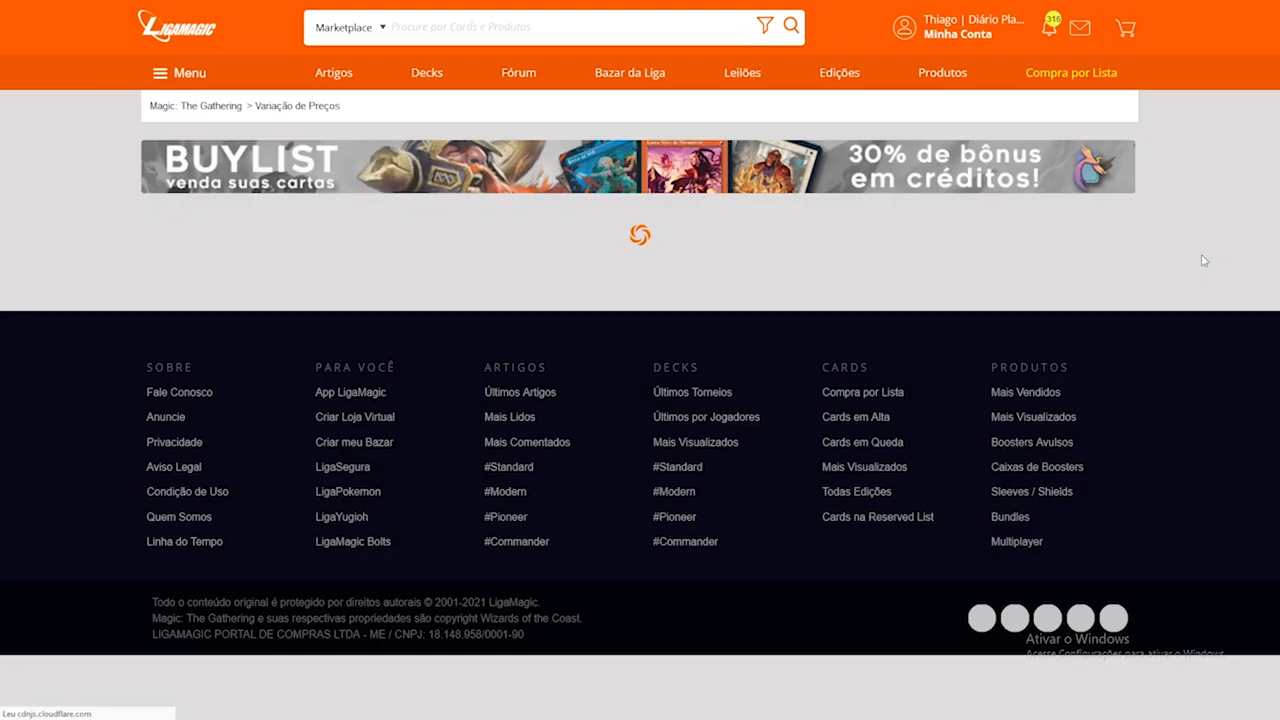 LIGAMAGIC
Marketplace
Procure por Cards e Produtos
Thiago | Diário Pla...
Minha Conta
316
Menu
Artigos
Decks
Fórum
Bazar da Liga
Leilões
Edições
Produtos
Compra por Lista
Magic: The Gathering > Variação de Preços
BUYLIST
venda suas cartas
30% de bônus
em créditos!
SOBRE
Fale Conosco
Anuncie
Privacidade
Aviso Legal
Condição de Uso
Quem Somos
Linha do Tempo
PARA VOCÊ
App LigaMagic
Criar Loja Virtual
Criar meu Bazar
LigaSegura
LigaPokemon
LigaYugioh
LigaMagic Bolts
ARTIGOS
Últimos Artigos
Mais Lidos
Mais Comentados
#Standard
#Modern
#Pioneer
#Commander
DECKS
Últimos Torneios
Últimos por Jogadores
Mais Visualizados
#Standard
#Modern
#Pioneer
#Commander
CARDS
Compra por Lista
Cards em Alta
Cards em Queda
Mais Visualizados
Todas Edições
Cards na Reserved List
PRODUTOS
Mais Vendidos
Mais Visualizados
Boosters Avulsos
Caixas de Boosters
Sleeves / Shields
Bundles
Multiplayer
Todo o conteúdo original é protegido por direitos autorais © 2001-2021 LigaMagic.
Magic: The Gathering e suas respectivas propriedades são copyright Wizards of the Coast.
LIGAMAGIC PORTAL DE COMPRAS LTDA - ME / CNPJ: 18.148.958/0001-90
Ativar o Windows
Acesse Configurações para ativar o Windows.
Leu cdnjs.cloudflare.com